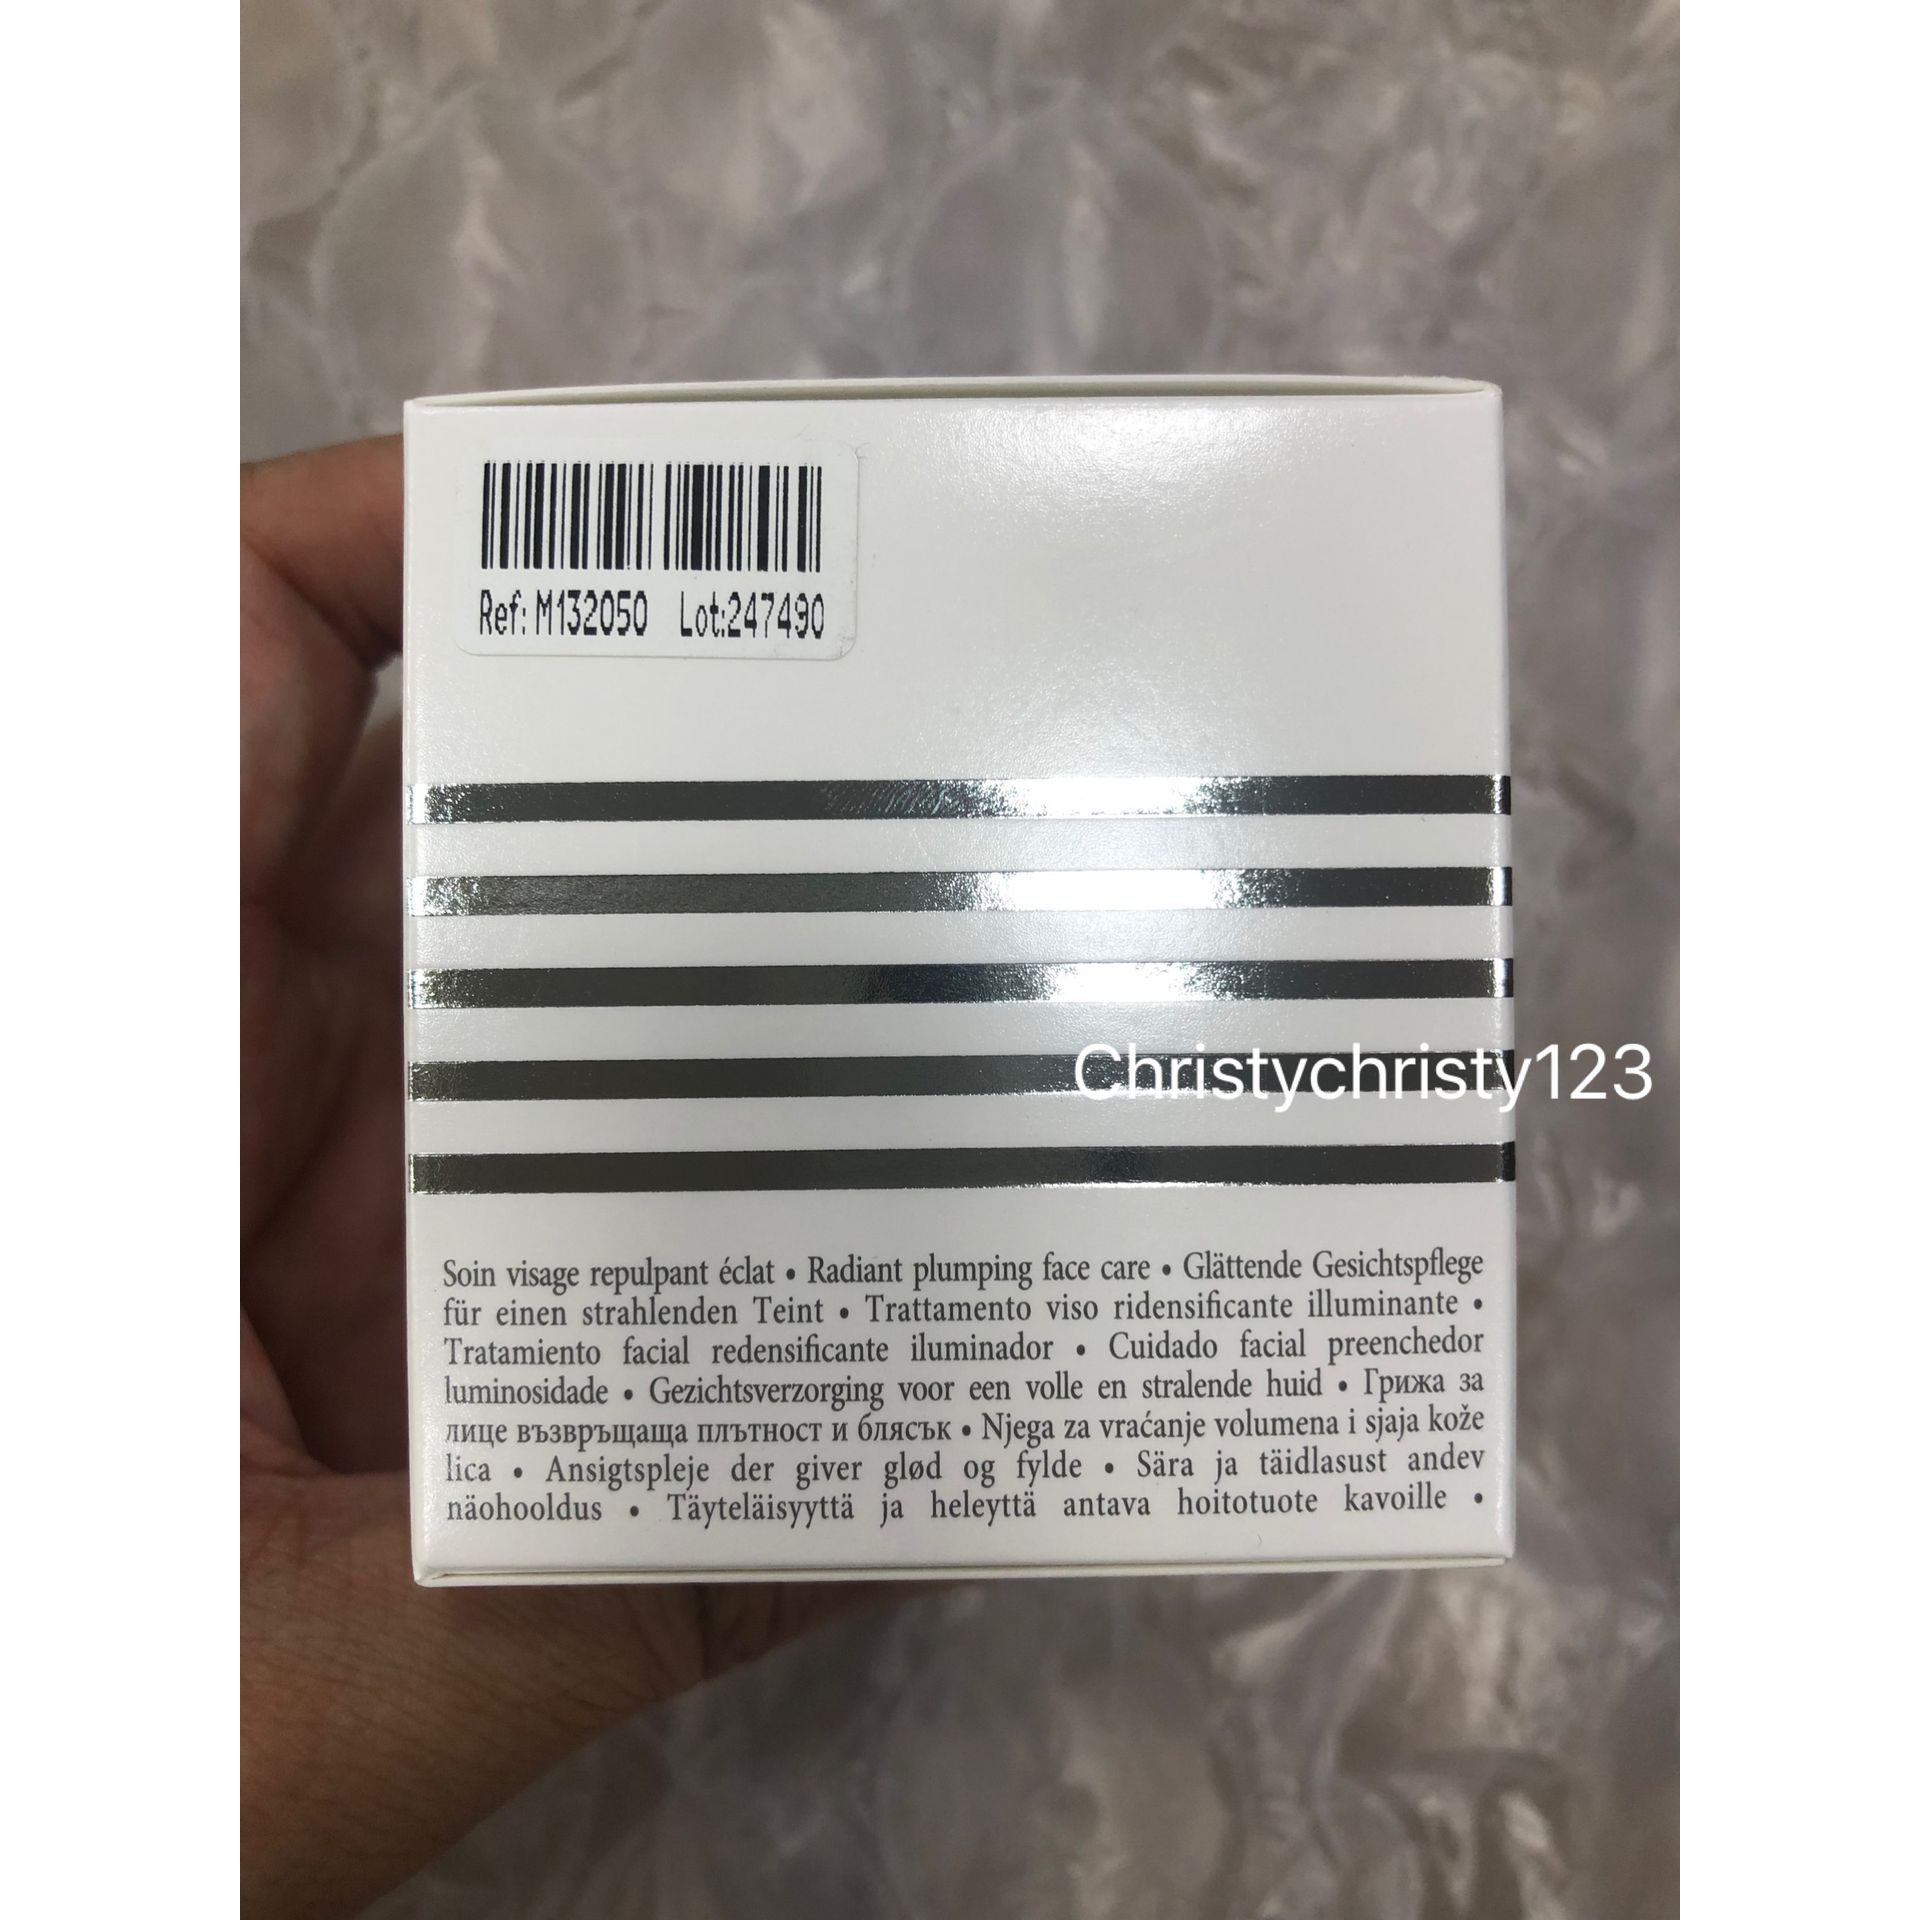 Ref: M132050 Lot:247490
Christychristy123
Soin visage repulpant éclat • Radiant plumping face care • Glättende Gesichtspflege
für einen strahlenden Teint • Trattamento viso ridensificante illuminante •
Tratamiento facial redensificante iluminador • Cuidado facial preenchedor
luminosidade • Gezichtsverzorging voor een volle en stralende huid • Грижа за
лице възвръщаща плътност и блясък • Njega za vraćanje volumena i sjaja kože
lica • Ansigtspleje der giver glød og fylde • Sära ja täidlasust andev
näohooldus • Täyteläisyyttä ja heleyttä antava hoitotuote kavoille •